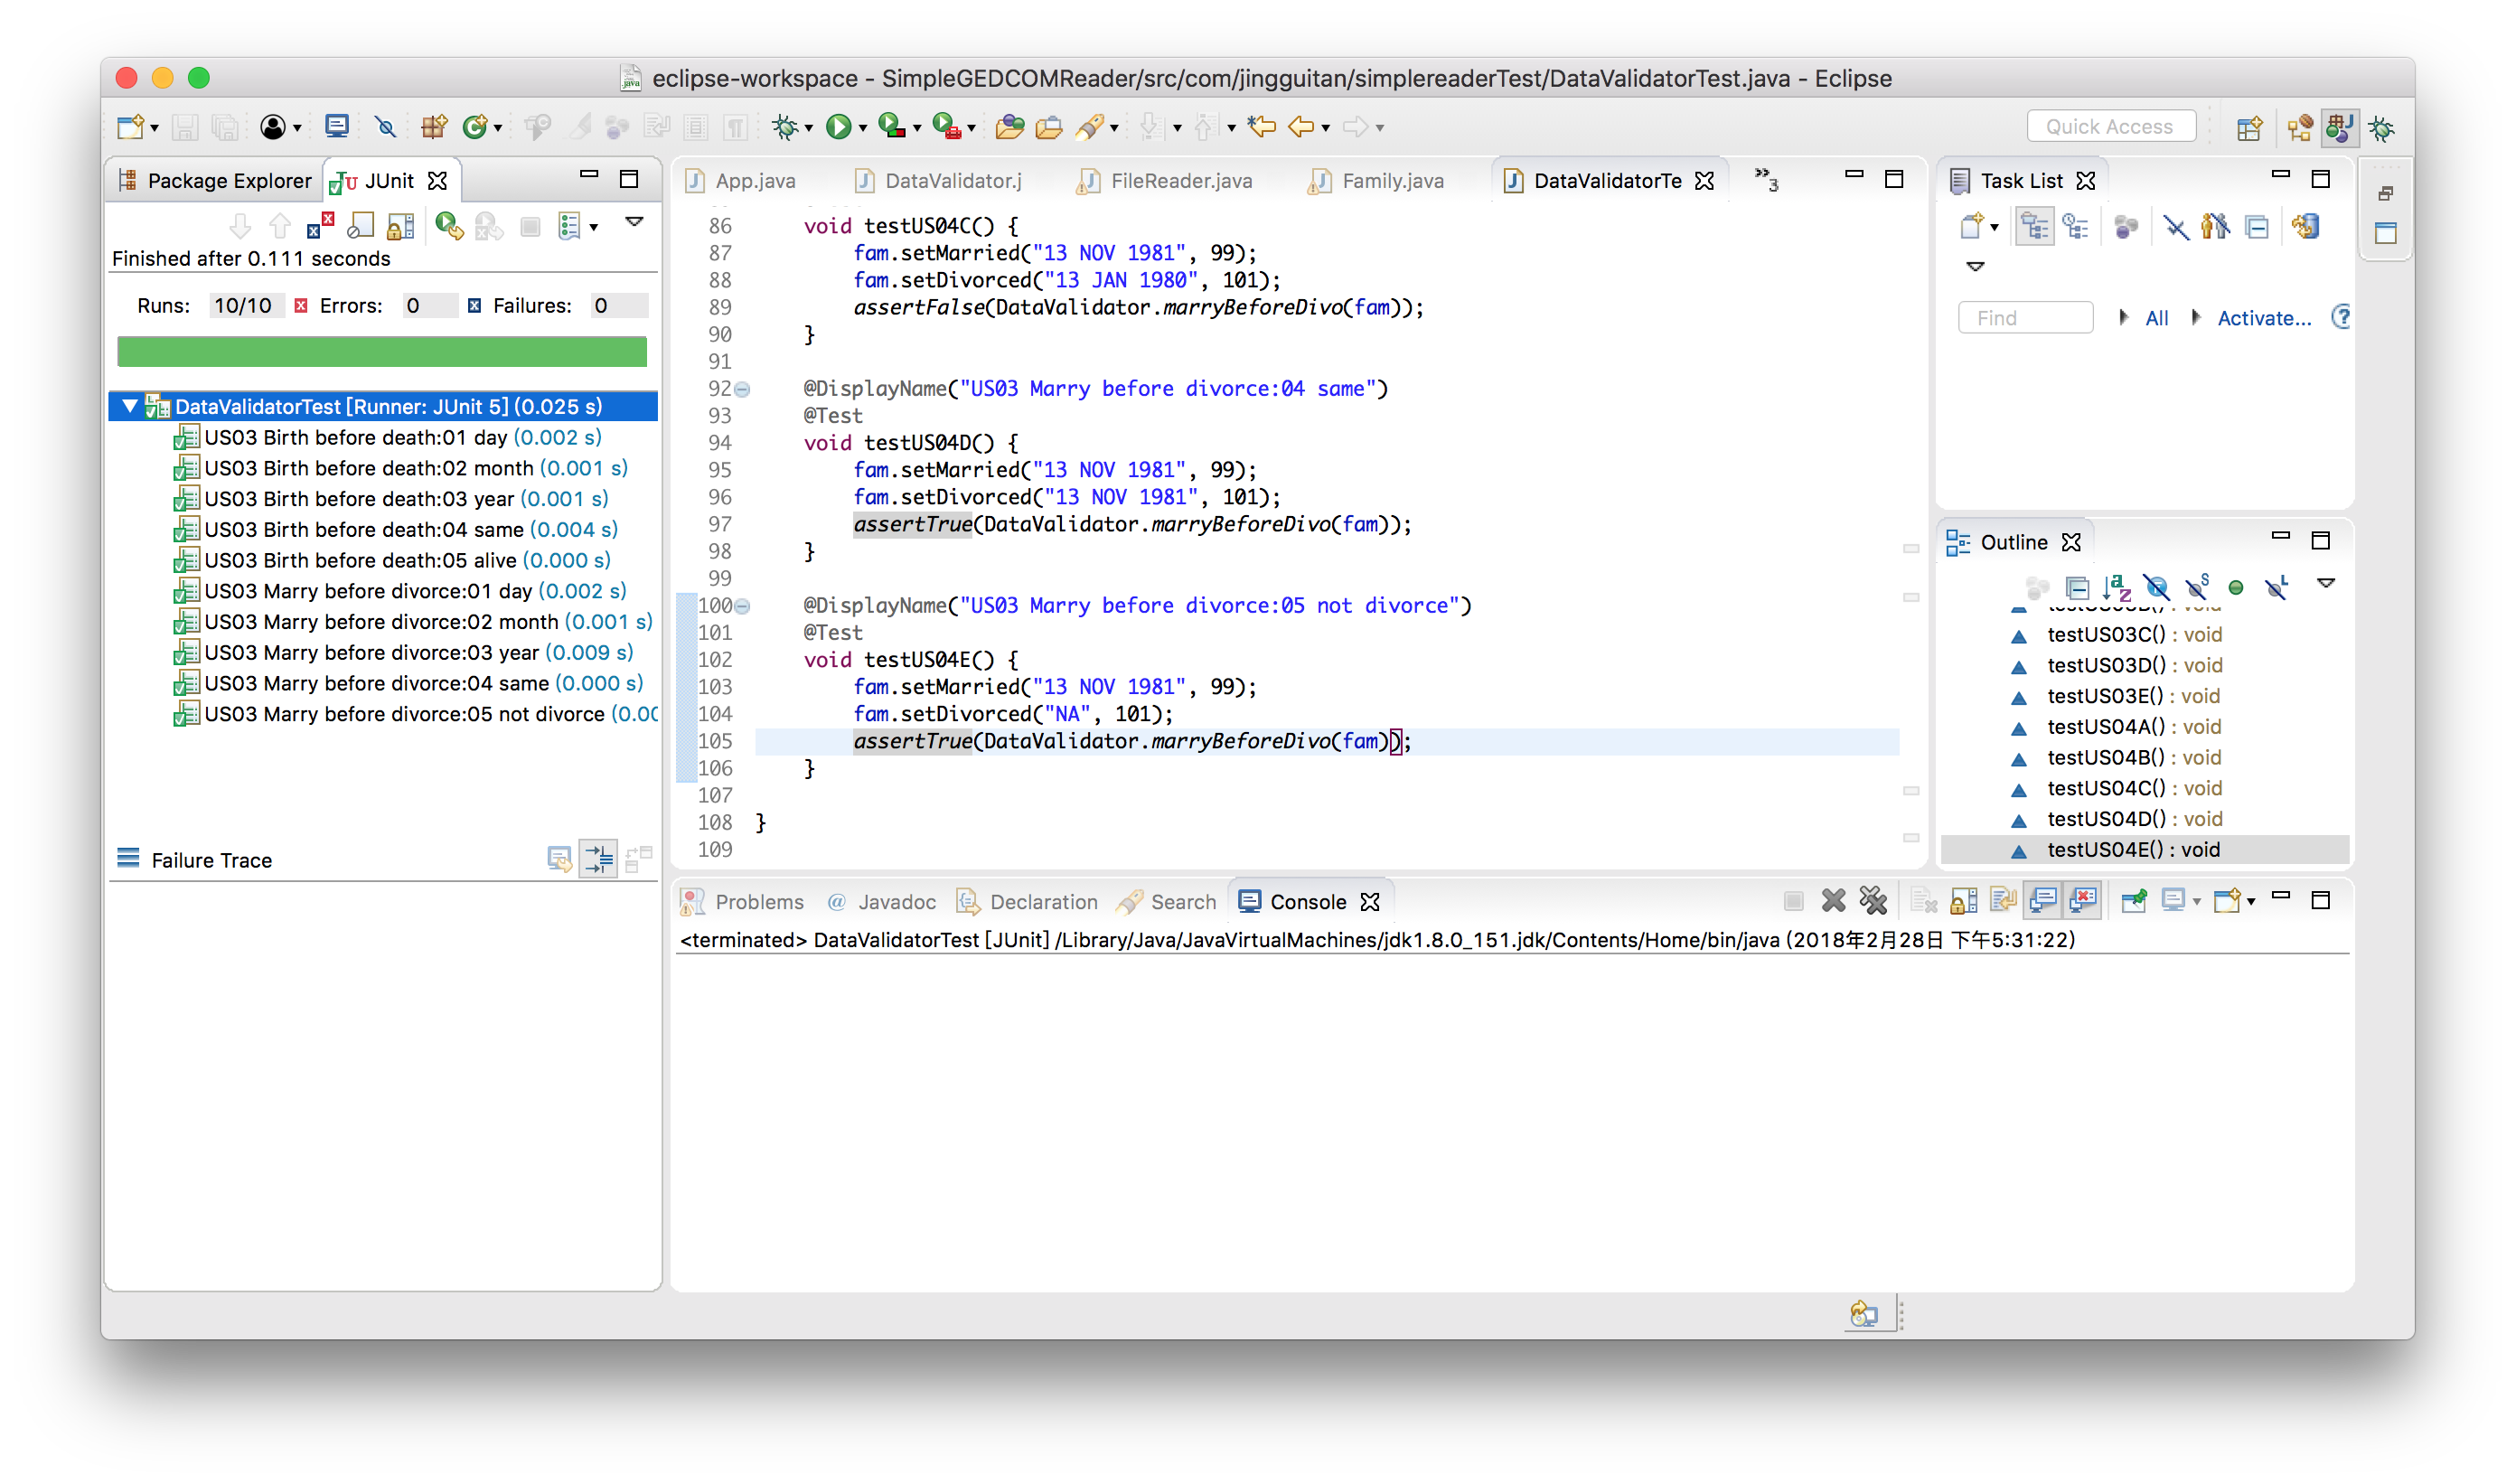 eclipse-workspace - SimpleGEDCOMReader/src/com/jingguitan/simplereaderTest/DataValidatorTest.java - Eclipse
Quick Access
Package Explorer
JUnit
Finished after 0.111 seconds
Runs: 10/10 Errors: 0 Failures: 0
DataValidatorTest [Runner: JUnit 5] (0.025 s)
US03 Birth before death:01 day (0.002 s)
US03 Birth before death:02 month (0.001 s)
US03 Birth before death:03 year (0.001 s)
US03 Birth before death:04 same (0.004 s)
US03 Birth before death:05 alive (0.000 s)
US03 Marry before divorce:01 day (0.002 s)
US03 Marry before divorce:02 month (0.001 s)
US03 Marry before divorce:03 year (0.009 s)
US03 Marry before divorce:04 same (0.000 s)
US03 Marry before divorce:05 not divorce (0.00
Failure Trace
App.java DataValidator.j FileReader.java Family.java DataValidatorTe »3
86 void testUS04C() {
87 fam.setMarried("13 NOV 1981", 99);
88 fam.setDivorced("13 JAN 1980", 101);
89 assertFalse(DataValidator.marryBeforeDivo(fam));
90 }
91
92 @DisplayName("US03 Marry before divorce:04 same")
93 @Test
94 void testUS04D() {
95 fam.setMarried("13 NOV 1981", 99);
96 fam.setDivorced("13 NOV 1981", 101);
97 assertTrue(DataValidator.marryBeforeDivo(fam));
98 }
99
100 @DisplayName("US03 Marry before divorce:05 not divorce")
101 @Test
102 void testUS04E() {
103 fam.setMarried("13 NOV 1981", 99);
104 fam.setDivorced("NA", 101);
105 assertTrue(DataValidator.marryBeforeDivo(fam));
106 }
107
108 }
109
Task List
Find All Activate...
Outline
testUS03C() : void
testUS03D() : void
testUS03E() : void
testUS04A() : void
testUS04B() : void
testUS04C() : void
testUS04D() : void
testUS04E() : void
Problems @ Javadoc Declaration Search Console
<terminated> DataValidatorTest [JUnit] /Library/Java/JavaVirtualMachines/jdk1.8.0_151.jdk/Contents/Home/bin/java (2018年2月28日 下午5:31:22)